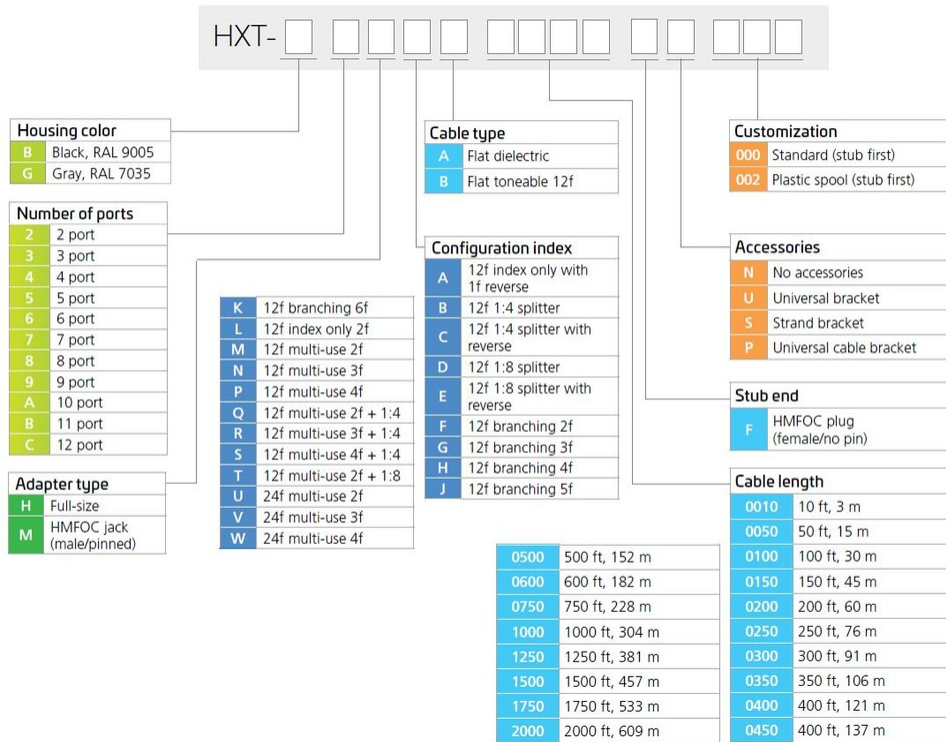 HXT-
Housing color
B Black, RAL 9005
G Gray, RAL 7035
Number of ports
2 2 port
3 3 port
4 4 port
5 5 port
6 6 port
7 7 port
8 8 port
9 9 port
A 10 port
B 11 port
C 12 port
Adapter type
H Full-size
M HMFOC jack
(male/pinned)
K 12f branching 6f
L 12f index only 2f
M 12f multi-use 2f
N 12f multi-use 3f
P 12f multi-use 4f
Q 12f multi-use 2f + 1:4
R 12f multi-use 3f + 1:4
S 12f multi-use 4f + 1:4
T 12f multi-use 2f + 1:8
U 24f multi-use 2f
V 24f multi-use 3f
W 24f multi-use 4f
Cable type
A Flat dielectric
B Flat toneable 12f
Configuration index
A 12f index only with
1f reverse
B 12f 1:4 splitter
C 12f 1:4 splitter with
reverse
D 12f 1:8 splitter
E 12f 1:8 splitter with
reverse
F 12f branching 2f
G 12f branching 3f
H 12f branching 4f
J 12f branching 5f
Customization
000 Standard (stub first)
002 Plastic spool (stub first)
Accessories
N No accessories
U Universal bracket
S Strand bracket
P Universal cable bracket
Stub end
F HMFOC plug
(female/no pin)
Cable length
0010 10 ft, 3 m
0050 50 ft, 15 m
0100 100 ft, 30 m
0150 150 ft, 45 m
0200 200 ft, 60 m
0250 250 ft, 76 m
0300 300 ft, 91 m
0350 350 ft, 106 m
0400 400 ft, 121 m
0450 400 ft, 137 m
0500 500 ft, 152 m
0600 600 ft, 182 m
0750 750 ft, 228 m
1000 1000 ft, 304 m
1250 1250 ft, 381 m
1500 1500 ft, 457 m
1750 1750 ft, 533 m
2000 2000 ft, 609 m